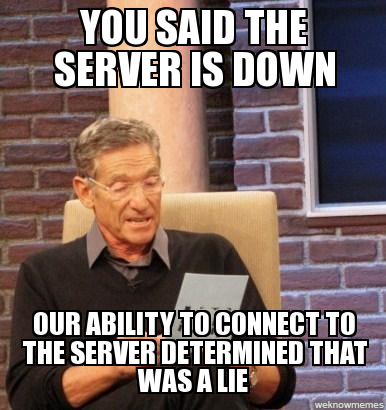 YOU SAID THE
SERVER IS DOWN
OUR ABILITY TO CONNECT TO
THE SERVER DETERMINED THAT
WAS A LIE
weknowmemes